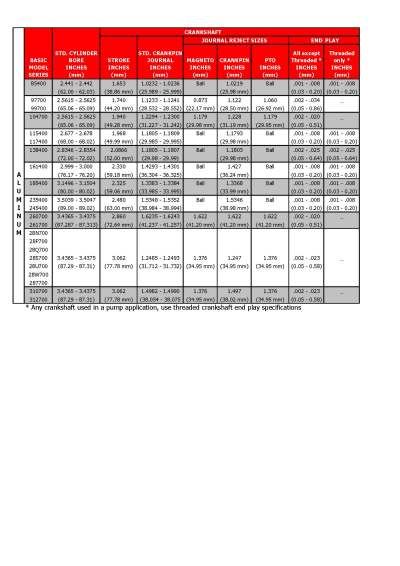 CRANKSHAFT
JOURNAL REJECT SIZES END PLAY
BASIC MODEL SERIES STD. CYLINDER BORE INCHES (mm) STROKE INCHES (mm) STD. CRANKPIN JOURNAL INCHES (mm) MAGNETO INCHES (mm) CRANKPIN INCHES (mm) PTO INCHES (mm) All except Threaded * INCHES (mm) Threaded only * INCHES (mm)
ALUMINUM
85400 2.441 - 2.442 1.653 1.0232 - 1.0236 Ball 1.0219 Ball .001 - .008 .001 - .008
(62.00 - 62.03) (38.86 mm) (25.989 - 25.999) (25.98 mm) (0.03 - 0.20) (0.03 - 0.20)
97700 2.5615 - 2.5625 1.740 1.1233 - 1.1241 0.873 1.122 1.060 .002 - .034 _
99700 (65.06 - 65.09) (44.20 mm) (28.532 - 28.552) (22.17 mm) (28.50 mm) (26.92 mm) (0.05 - 0.86)
104700 2.5615 - 2.5625 1.940 1.2294 - 1.2300 1.179 1.228 1.179 .002 - .020 _
(65.06 - 65.09) (49.28 mm) (31.227 - 31.242) (29.98 mm) (31.19 mm) (29.95 mm) (0.05 - 0.51)
115400 2.677 - 2.678 1.968 1.1805 - 1.1809 Ball 1.1793 Ball .001 - .008 .001 - .008
117400 (68.00 - 68.02) (49.99 mm) (29.985 - 29.995) (0.03 - 0.20) (0.03 - 0.20)
138400 2.8346 - 2.8354 2.0866 1.1805 - 1.1807 Ball 1.1803 Ball .002 - .025 .002 - .025
(72.00 - 72.02) (52.00 mm) (29.98 - 29.99) (29.98 mm) (0.05 - 0.64) (0.05 - 0.64)
161400 2.999 - 3.000 2.330 1.4293 - 1.4301 Ball 1.427 Ball .001 - .008 .001 - .008
(76.17 - 76.20) (59.18 mm) (36.304 - 36.325) (36.24 mm) (0.03 - 0.20) (0.03 - 0.20)
185400 3.1496 - 3.1504 2.325 1.3383 - 1.3384 Ball 1.3368 Ball .001 - .008 .001 - .008
(80.00 - 80.02) (59.06 mm) (33.985 - 33.995) (33.99 mm) (0.03 - 0.20) (0.03 - 0.20)
235400 3.5039 - 3.5047 2.480 1.5348 - 1.5352 Ball 1.5346 Ball .001 - .008 .001 - .008
245400 (89.00 - 89.02) (63.00 mm) (38.984 - 38.994) (38.98 mm) (0.03 - 0.20) (0.03 - 0.20)
260700 3.4365 - 3.4375 2.860 1.6235 - 1.6243 1.622 1.622 1.622 .002 - .020 _
261700 (87.287 - 87.313) (72.64 mm) (41.237 - 41.257) (41.20 mm) (41.20 mm) (41.20 mm) (0.05 - 0.51)
28N700
28P700
28Q700
28S700 3.4365 - 3.4375 3.062 1.2485 - 1.2493 1.376 1.247 1.376 .002 - .023 _
28U700 (87.29 - 87.31) (77.78 mm) (31.712 - 31.732) (34.95 mm) (31.67 mm) (34.95 mm) (0.05 - 0.58)
28W700
287700
310700 3.4365 - 3.4375 3.062 1.4982 - 1.4990 1.376 1.497 1.376 .002 - .023 _
312700 (87.29 - 87.31) (77.78 mm) (38.054 - 38.075 (34.95 mm) (38.02 mm) (34.95 mm) (0.05 - 0.58)
* Any crankshaft used in a pump application, use threaded crankshaft end play specifications